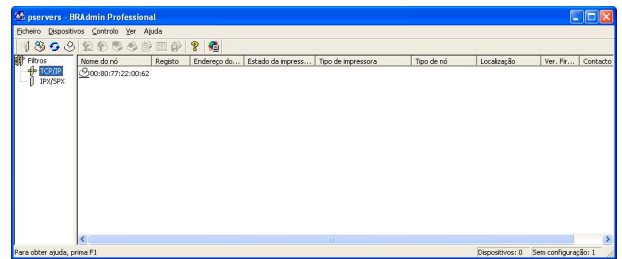 pservers - BRAdmin Professional
Ficheiro Dispositivos Controlo Ver Ajuda
Filtros
TCP/IP
IPX/SPX
Nome do nó Registo Endereço do... Estado da impress... Tipo de impressora Tipo de nó Localização Ver. Fir... Contacto
00:80:77:22:00:62
Para obter ajuda, prima F1 Dispositivos: 0 Sem configuração: 1